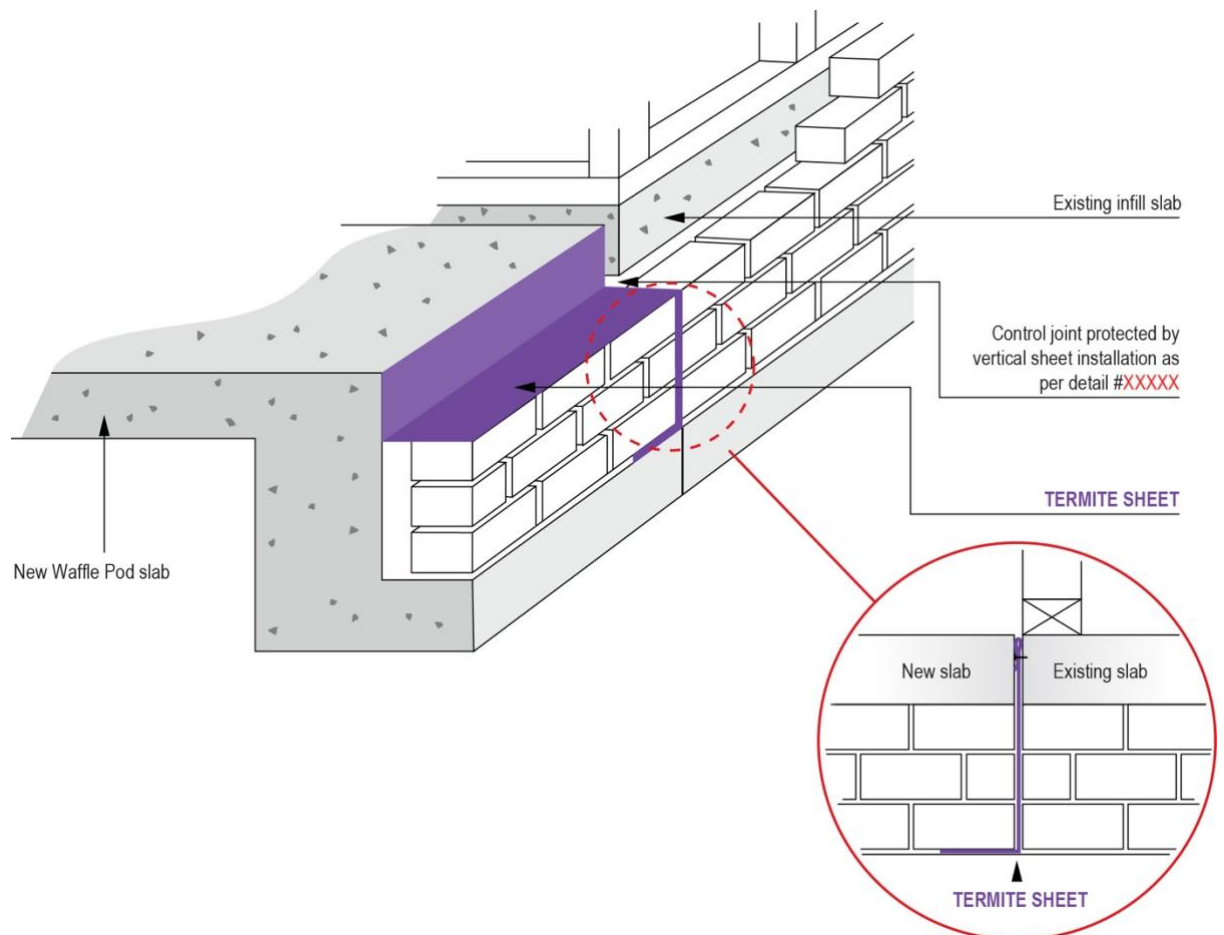 Existing infill slab
Control joint protected by
vertical sheet installation as
per detail #XXXXX
TERMITE SHEET
New Waffle Pod slab
New slab
Existing slab
TERMITE SHEET